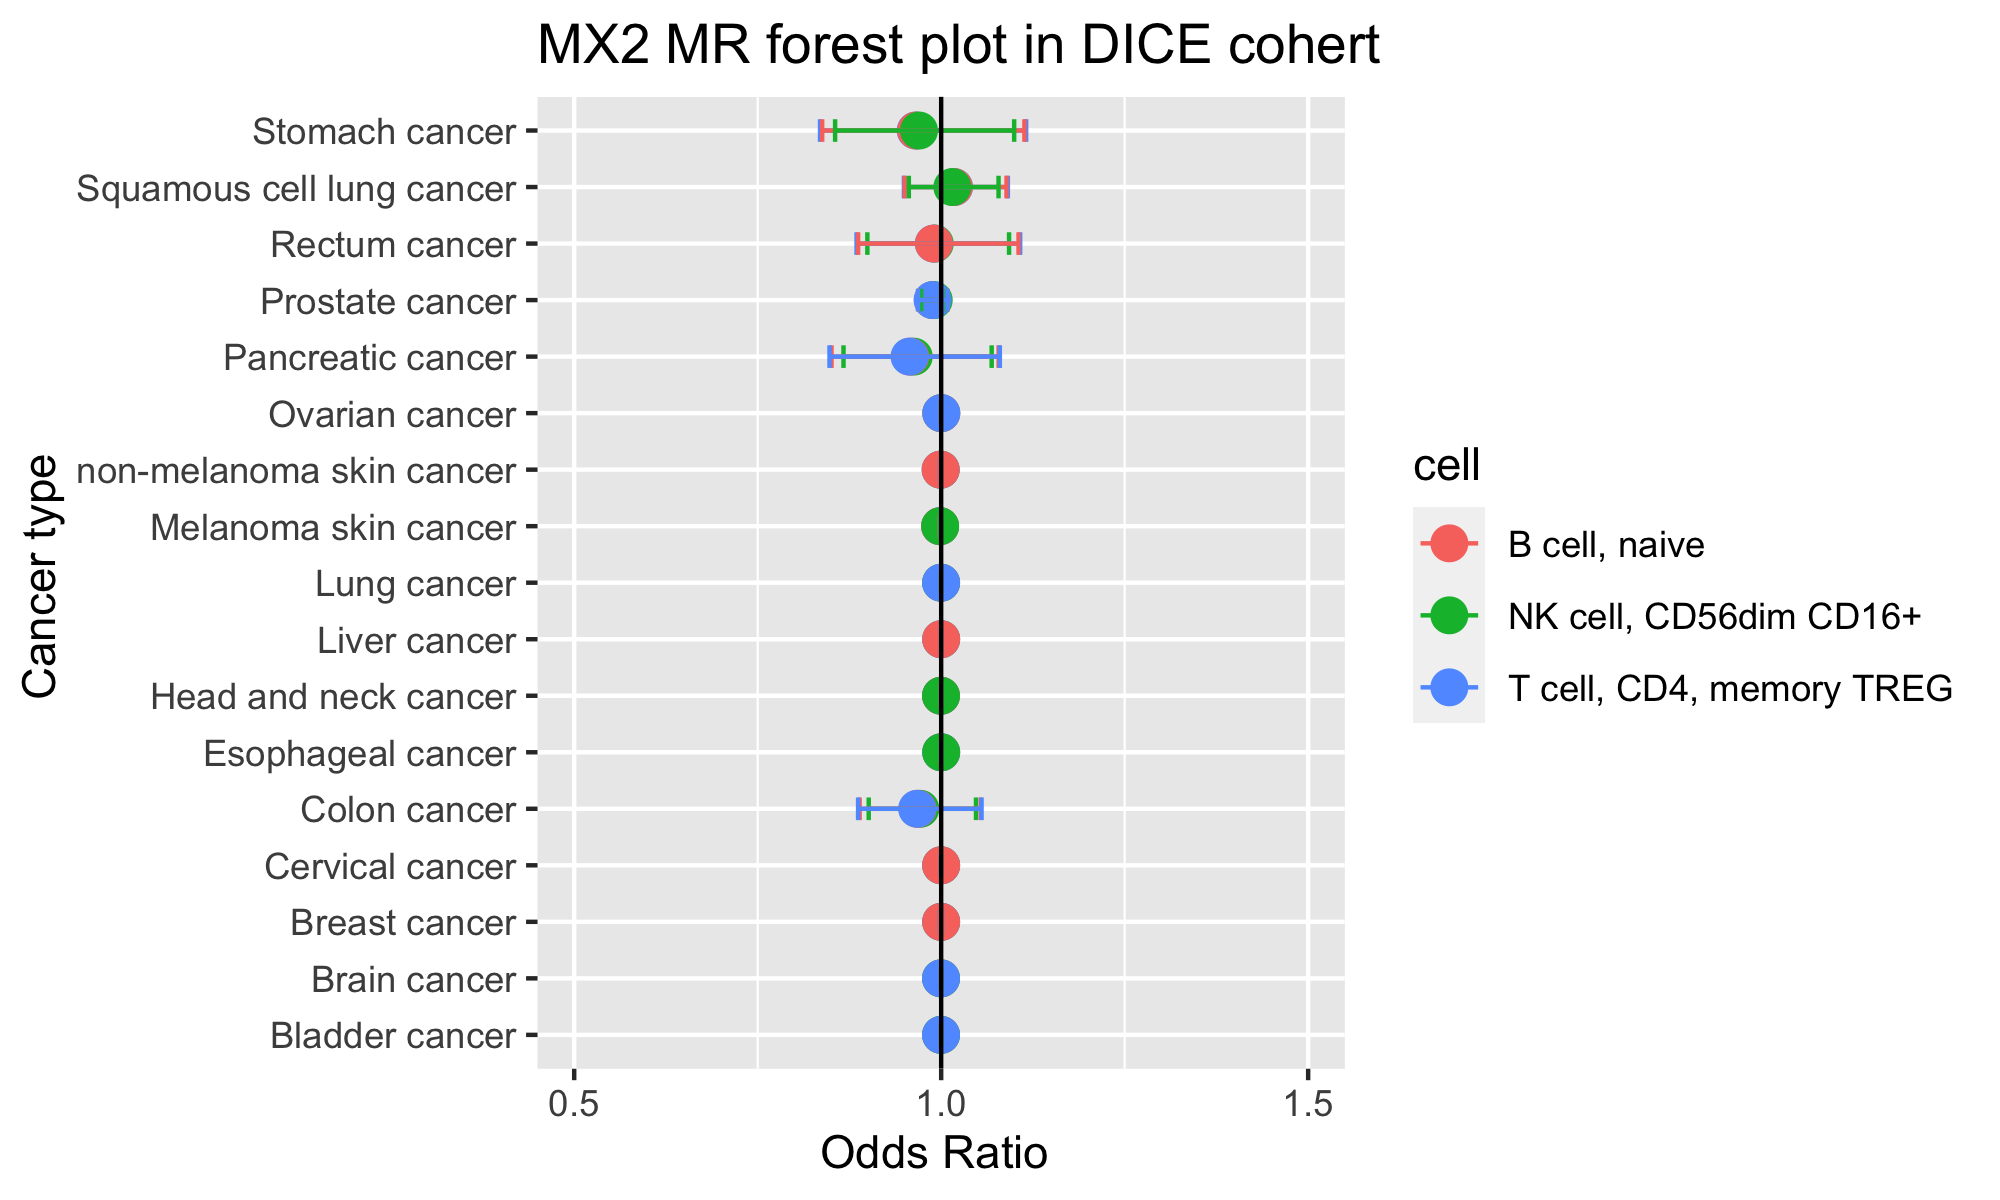 MX2 MR forest plot in DICE cohert
Stomach cancer
Squamous cell lung cancer
Rectum cancer
Prostate cancer
Pancreatic cancer
Ovarian cancer
non-melanoma skin cancer
Melanoma skin cancer
Lung cancer
Liver cancer
Head and neck cancer
Esophageal cancer
Colon cancer
Cervical cancer
Breast cancer
Brain cancer
Bladder cancer
Cancer type
0.5
1.0
1.5
Odds Ratio
cell
B cell, naive
NK cell, CD56dim CD16+
T cell, CD4, memory TREG